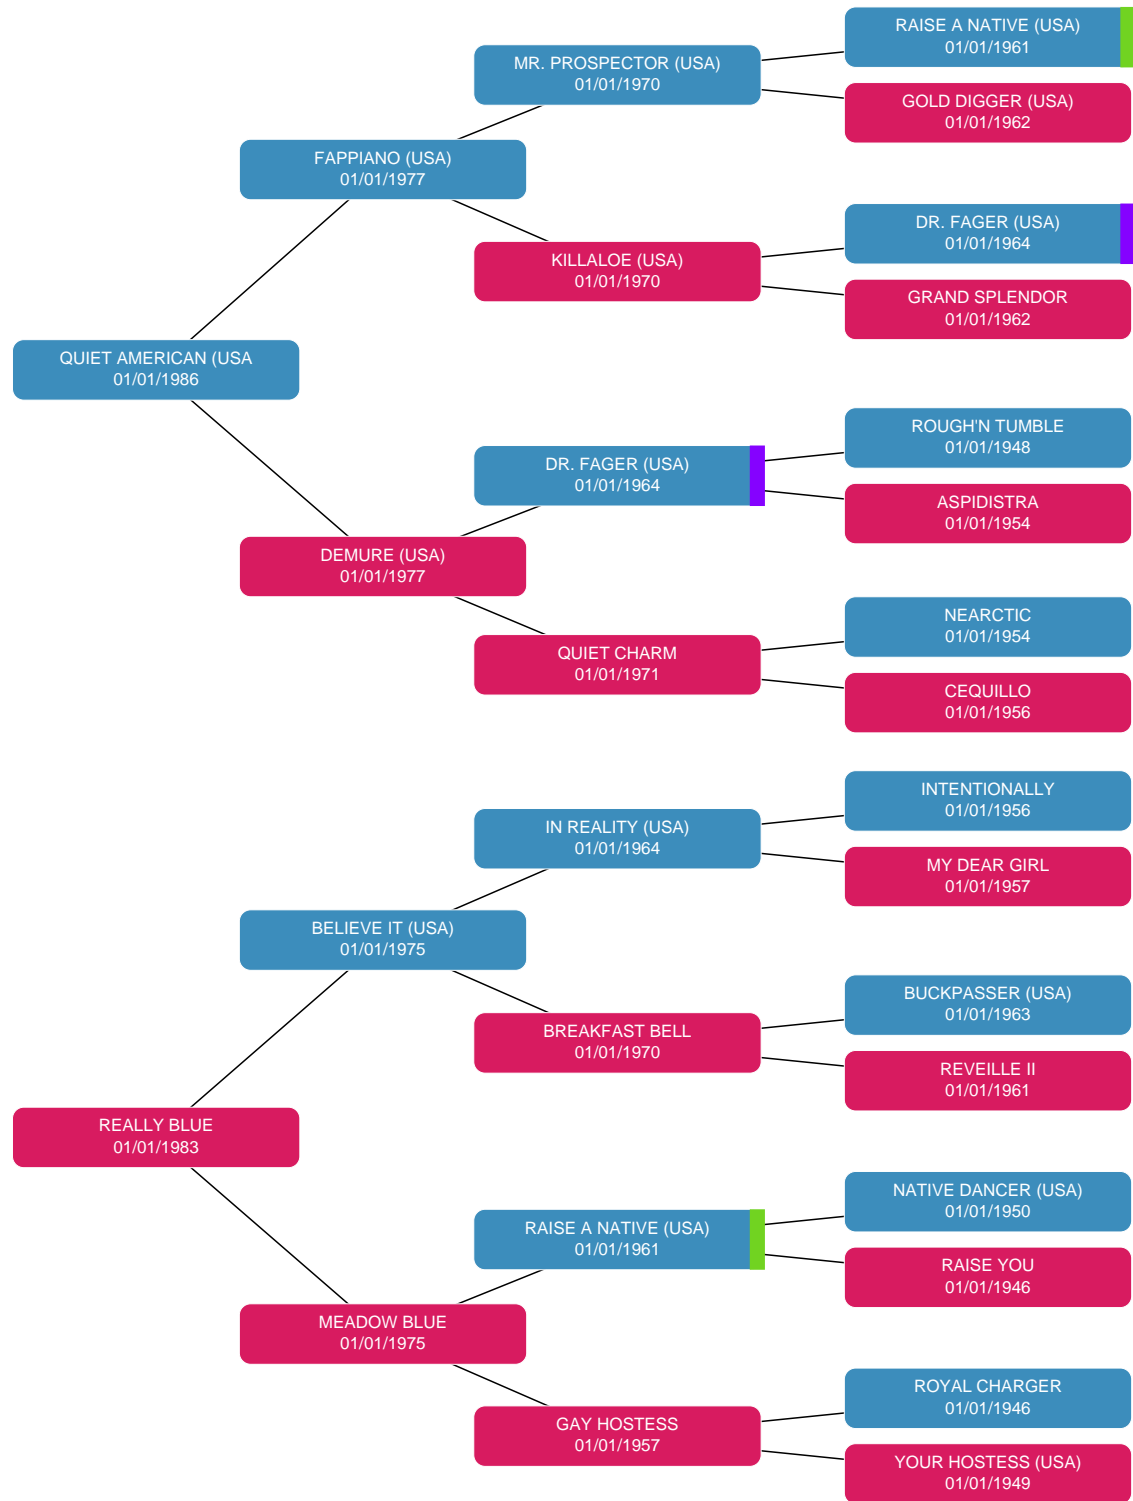 RAISE A NATIVE (USA)
01/01/1961
MR. PROSPECTOR (USA)
01/01/1970
GOLD DIGGER (USA)
01/01/1962
FAPPIANO (USA)
01/01/1977
DR. FAGER (USA)
01/01/1964
KILLALOE (USA)
01/01/1970
GRAND SPLENDOR
01/01/1962
QUIET AMERICAN (USA
01/01/1986
ROUGH'N TUMBLE
01/01/1948
DR. FAGER (USA)
01/01/1964
ASPIDISTRA
01/01/1954
DEMURE (USA)
01/01/1977
NEARCTIC
01/01/1954
QUIET CHARM
01/01/1971
CEQUILLO
01/01/1956
INTENTIONALLY
01/01/1956
IN REALITY (USA)
01/01/1964
MY DEAR GIRL
01/01/1957
BELIEVE IT (USA)
01/01/1975
BUCKPASSER (USA)
01/01/1963
BREAKFAST BELL
01/01/1970
REVEILLE II
01/01/1961
REALLY BLUE
01/01/1983
NATIVE DANCER (USA)
01/01/1950
RAISE A NATIVE (USA)
01/01/1961
RAISE YOU
01/01/1946
MEADOW BLUE
01/01/1975
ROYAL CHARGER
01/01/1946
GAY HOSTESS
01/01/1957
YOUR HOSTESS (USA)
01/01/1949